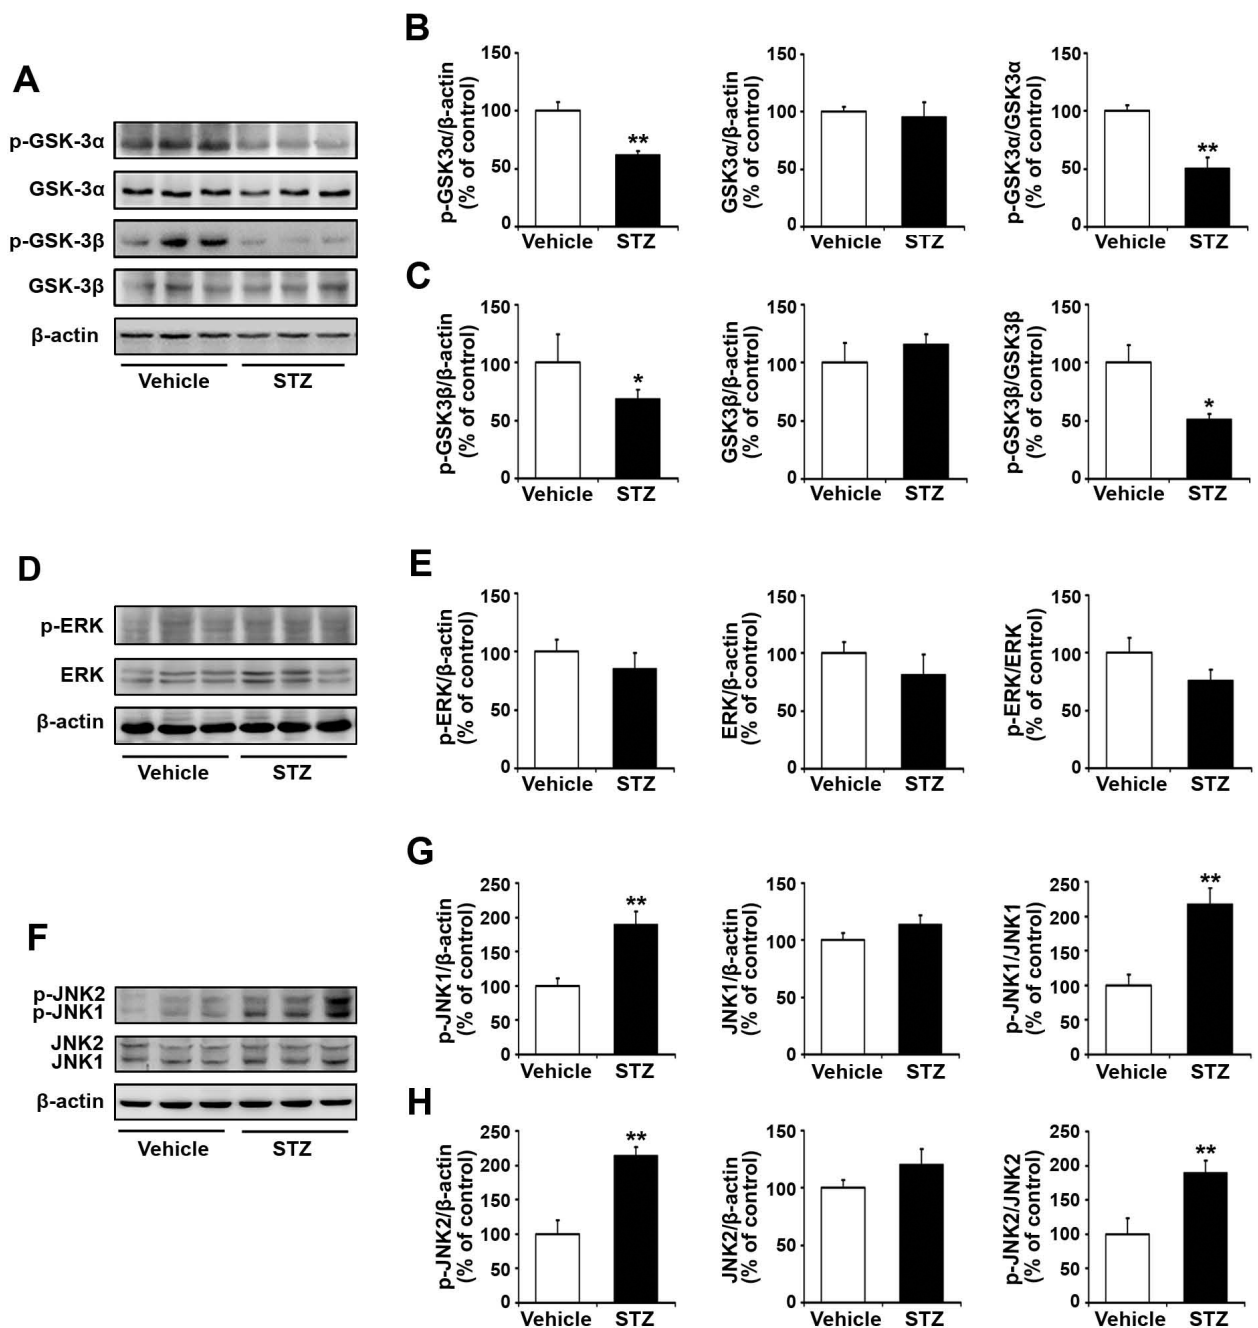 A
p-GSK-3α
GSK-3α
p-GSK-3β
GSK-3β
β-actin
Vehicle STZ
B
p-GSK3α/β-actin
(% of control)
150
100
50
0
Vehicle STZ
GSK3α/β-actin
(% of control)
150
100
50
0
Vehicle STZ
p-GSK3α/GSK3α
(% of control)
150
100
50
0
Vehicle STZ
**
**
C
p-GSK3β/β-actin
(% of control)
150
100
50
0
Vehicle STZ
*
GSK3β/β-actin
(% of control)
150
100
50
0
Vehicle STZ
p-GSK3β/GSK3β
(% of control)
150
100
50
0
Vehicle STZ
*
D
p-ERK
ERK
β-actin
Vehicle STZ
E
p-ERK/β-actin
(% of control)
150
100
50
0
Vehicle STZ
ERK/β-actin
(% of control)
150
100
50
0
Vehicle STZ
p-ERK/ERK
(% of control)
150
100
50
0
Vehicle STZ
F
p-JNK2
p-JNK1
JNK2
JNK1
β-actin
Vehicle STZ
G
p-JNK1/β-actin
(% of control)
250
200
150
100
50
0
Vehicle STZ
**
JNK1/β-actin
(% of control)
150
100
50
0
Vehicle STZ
p-JNK1/JNK1
(% of control)
250
200
150
100
50
0
Vehicle STZ
**
H
p-JNK2/β-actin
(% of control)
250
200
150
100
50
0
Vehicle STZ
**
JNK2/β-actin
(% of control)
150
100
50
0
Vehicle STZ
p-JNK2/JNK2
(% of control)
250
200
150
100
50
0
Vehicle STZ
**